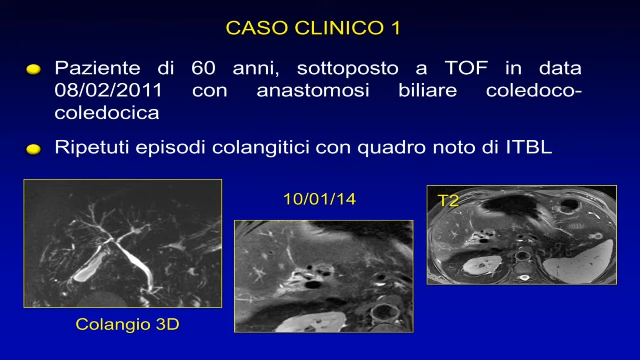 CASO CLINICO 1
Paziente di 60 anni, sottoposto a TOF in data
08/02/2011 con anastomosi biliare coledoco-
coledocica
Ripetuti episodi colangitici con quadro noto di ITBL
10/01/14
T2
Colangio 3D